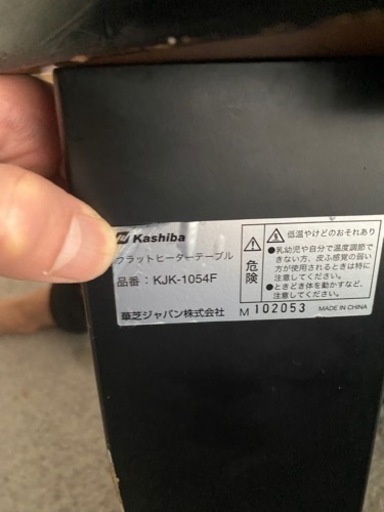 Kashiba
フラットヒーターテーブル
品番：KJK-1054F
華芝ジャパン株式会社
危険
低温やけどのおそれあり
●乳幼児や自分で温度調節で
きない方、皮ふ感覚の弱い
方が使用されるときは特に
注意してください。
●ときどき体を動かすなど、
注意してください。
M 102053 MADE IN CHINA